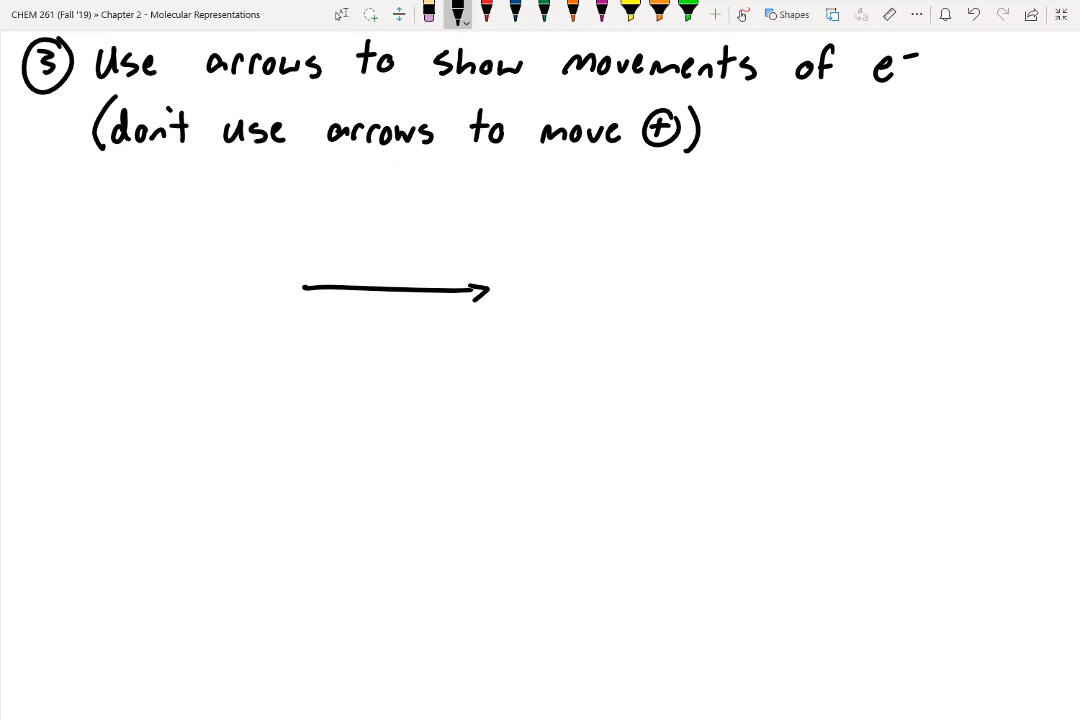 CHEM 261 (Fall '19) » Chapter 2 - Molecular Representations
Shapes
③ Use arrows to show movements of e⁻
(don't use arrows to move ⊕)